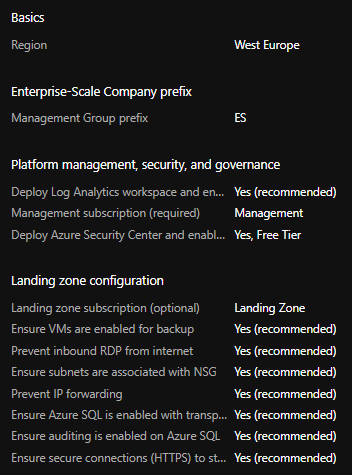 Basics
Region West Europe
Enterprise-Scale Company prefix
Management Group prefix ES
Platform management, security, and governance
Deploy Log Analytics workspace and en... Yes (recommended)
Management subscription (required) Management
Deploy Azure Security Center and enabl... Yes, Free Tier
Landing zone configuration
Landing zone subscription (optional) Landing Zone
Ensure VMs are enabled for backup Yes (recommended)
Prevent inbound RDP from internet Yes (recommended)
Ensure subnets are associated with NSG Yes (recommended)
Prevent IP forwarding Yes (recommended)
Ensure Azure SQL is enabled with transp... Yes (recommended)
Ensure auditing is enabled on Azure SQL Yes (recommended)
Ensure secure connections (HTTPS) to st... Yes (recommended)